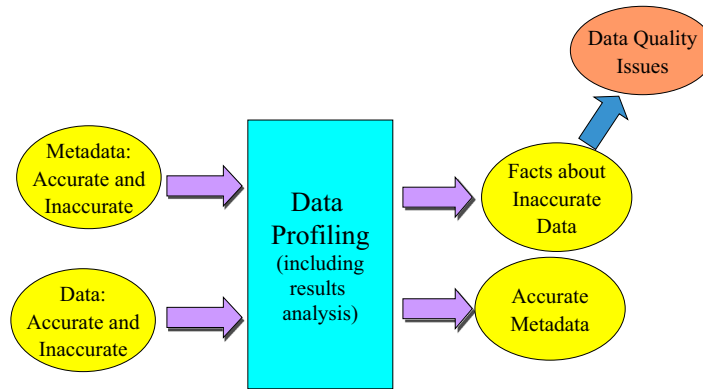 Data Quality
Issues
Metadata:
Accurate and
Inaccurate
Data
Profiling
(including
results
analysis)
Facts about
Inaccurate
Data
Data:
Accurate and
Inaccurate
Accurate
Metadata